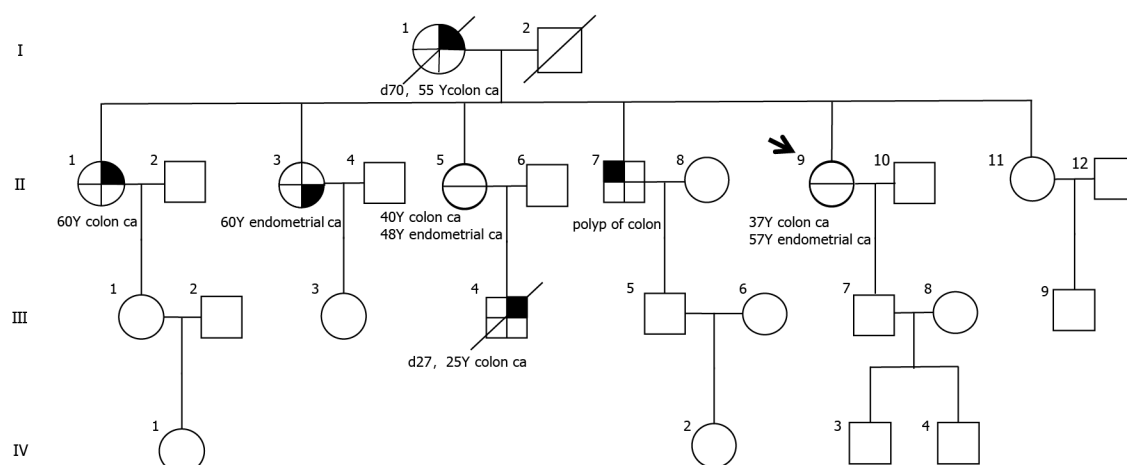 I
1
2
d70, 55 Ycolon ca
II
1
2
3
4
5
6
7
8
9
10
11
12
60Y colon ca
60Y endometrial ca
40Y colon ca
48Y endometrial ca
polyp of colon
37Y colon ca
57Y endometrial ca
III
1
2
3
4
5
6
7
8
9
d27, 25Y colon ca
IV
1
2
3
4